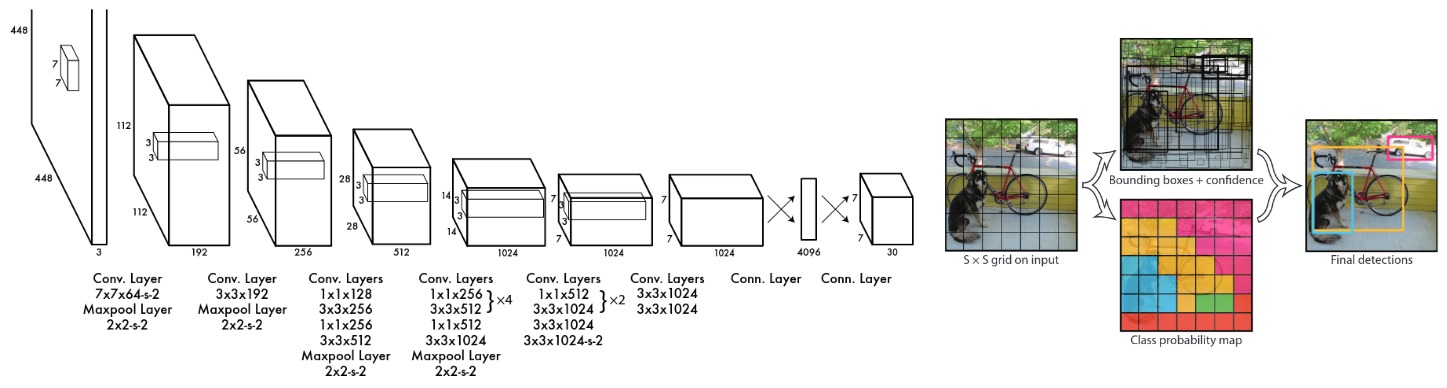 448
448
7
7
3
112
112
3
3
192
56
56
3
3
256
28
28
3
3
512
14
14
3
3
1024
7
7
3
3
1024
7
7
1024
4096
7
7
30
Conv. Layer
7x7x64-s-2
Maxpool Layer
2x2-s-2
Conv. Layer
3x3x192
Maxpool Layer
2x2-s-2
Conv. Layers
1x1x128
3x3x256
1x1x256
3x3x512
Maxpool Layer
2x2-s-2
Conv. Layers
1x1x256
3x3x512
}×4
1x1x512
3x3x1024
Maxpool Layer
2x2-s-2
Conv. Layers
1x1x512
3x3x1024
}×2
3x3x1024
3x3x1024-s-2
Conv. Layers
3x3x1024
3x3x1024
Conn. Layer
Conn. Layer
S × S grid on input
Bounding boxes + confidence
Class probability map
Final detections